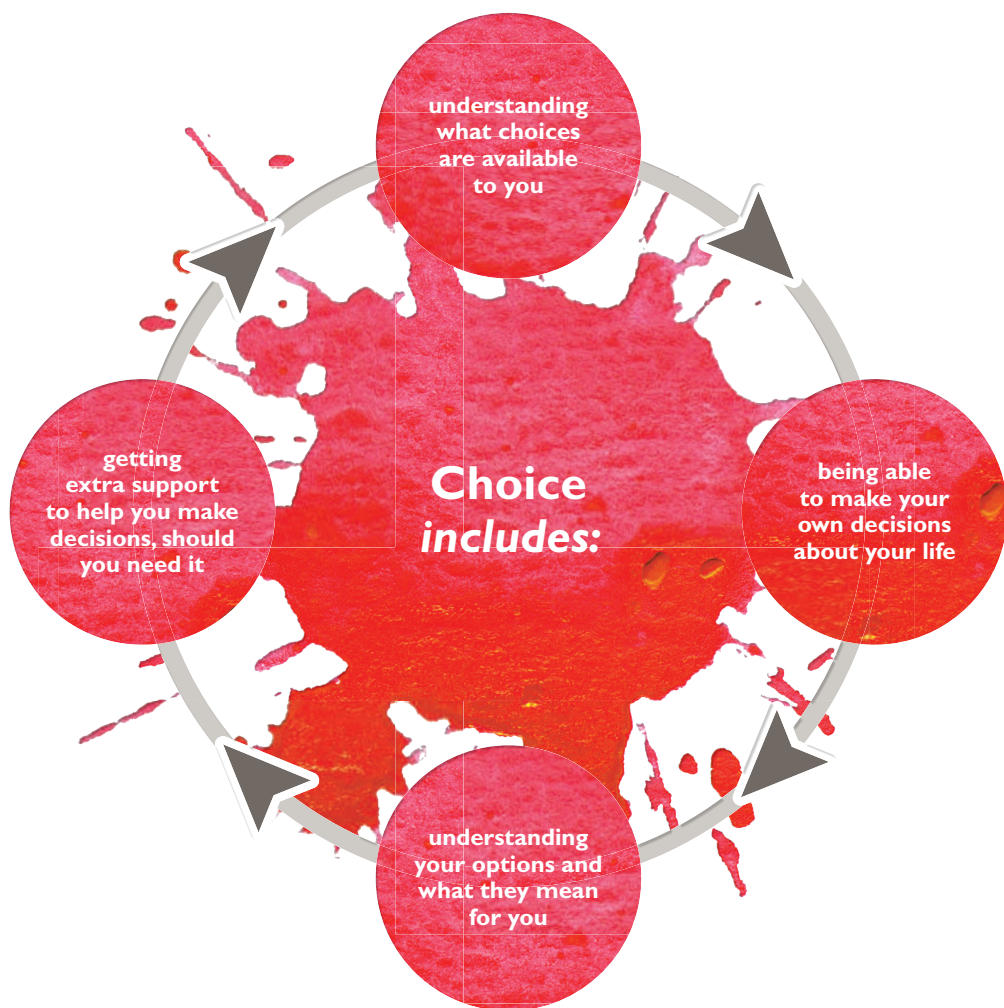 understanding
what choices
are available
to you
getting
extra support
to help you make
decisions, should
you need it
Choice
includes:
being able
to make your
own decisions
about your life
understanding
your options and
what they mean
for you